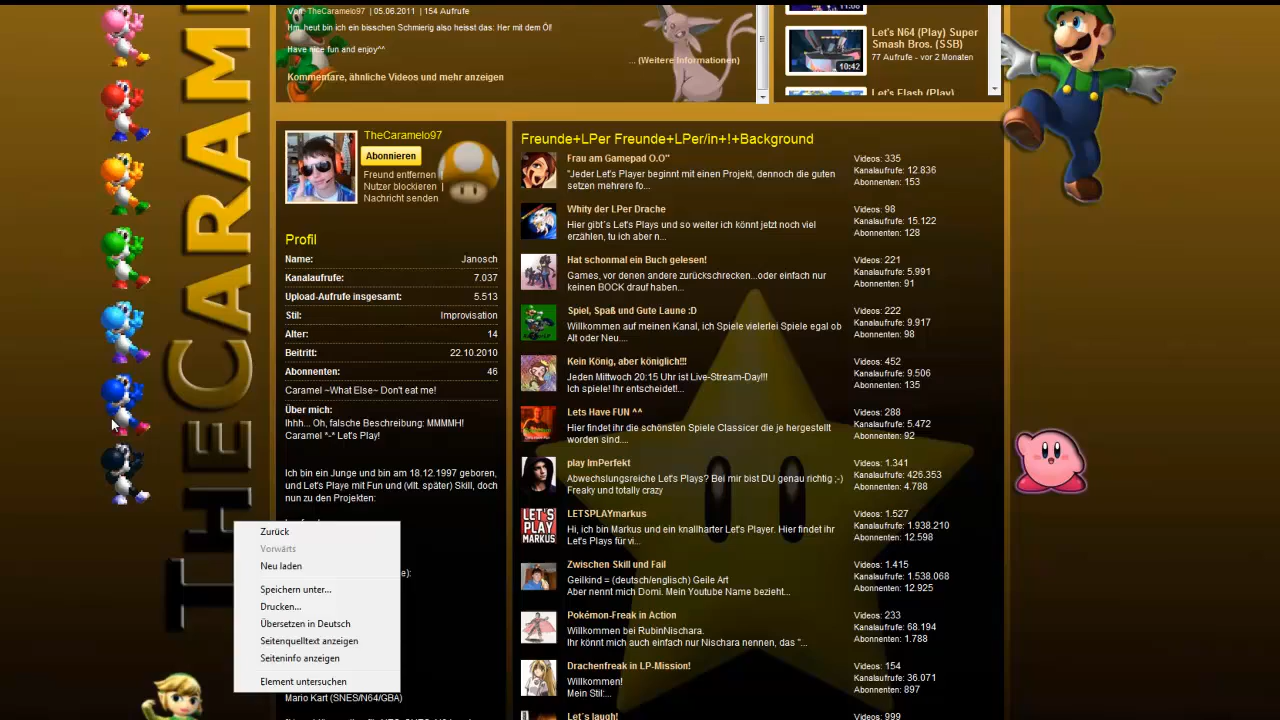 Von: TheCaramelo97 | 05.06.2011 | 154 Aufrufe
Hm, heut bin ich ein bisschen Schmierig also heisst das: Her mit dem Öl!
Have nice fun and enjoy^^
... (Weitere Informationen)
Kommentare, ähnliche Videos und mehr anzeigen
11:08
Let's N64 (Play) Super
Smash Bros. (SSB)
77 Aufrufe - vor 2 Monaten
10:42
Let's Flash (Play)
THECARAM
TheCaramelo97
Abonnieren
Freund entfernen
Nutzer blockieren |
Nachricht senden
Profil
Name: Janosch
Kanalaufrufe: 7.037
Upload-Aufrufe insgesamt: 5.513
Stil: Improvisation
Alter: 14
Beitritt: 22.10.2010
Abonnenten: 46
Caramel ~What Else~ Don't eat me!
Über mich:
Ihhh... Oh, falsche Beschreibung: MMMMH!
Caramel *-* Let's Play!
Ich bin ein Junge und bin am 18.12.1997 geboren,
und Let's Playe mit Fun und (vllt. später) Skill, doch
nun zu den Projekten:
e):
Zurück
Vorwärts
Neu laden
Speichern unter...
Drucken...
Übersetzen in Deutsch
Seitenquelltext anzeigen
Seiteninfo anzeigen
Element untersuchen
Mario Kart (SNES/N64/GBA)
Freunde+LPer Freunde+LPer/in+!+Background
Frau am Gamepad O.O"
"Jeder Let's Player beginnt mit einen Projekt, dennoch die guten
setzen mehrere fo...
Videos: 335
Kanalaufrufe: 12.836
Abonnenten: 153
Whity der LPer Drache
Hier gibt´s Let's Plays und so weiter ich könnt jetzt noch viel
erzählen, tu ich aber n...
Videos: 98
Kanalaufrufe: 15.122
Abonnenten: 128
Hat schonmal ein Buch gelesen!
Games, vor denen andere zurückschrecken...oder einfach nur
keinen BOCK drauf haben...
Videos: 221
Kanalaufrufe: 5.991
Abonnenten: 91
Spiel, Spaß und Gute Laune :D
Willkommen auf meinen Kanal, ich Spiele vielerlei Spiele egal ob
Alt oder Neu....
Videos: 222
Kanalaufrufe: 9.917
Abonnenten: 98
Kein König, aber königlich!!!
Jeden Mittwoch 20:15 Uhr ist Live-Stream-Day!!!
Ich spiele! Ihr entscheidet!...
Videos: 452
Kanalaufrufe: 9.506
Abonnenten: 135
Lets Have FUN ^^
Hier findet ihr die schönsten Spiele Classicer die je hergestellt
worden sind....
Videos: 288
Kanalaufrufe: 5.472
Abonnenten: 92
play ImPerfekt
Abwechslungsreiche Let's Plays? Bei mir bist DU genau richtig ;-)
Freaky und totally crazy
Videos: 1.341
Kanalaufrufe: 426.353
Abonnenten: 4.788
LET'S
PLAY
MARKUS
LETSPLAYmarkus
Hi, ich bin Markus und ein knallharter Let's Player. Hier findet ihr
Let's Plays für vi...
Videos: 1.527
Kanalaufrufe: 1.938.210
Abonnenten: 12.598
Zwischen Skill und Fail
Geilkind = (deutsch/englisch) Geile Art
Aber nennt mich Domi. Mein Youtube Name bezieht...
Videos: 1.415
Kanalaufrufe: 1.538.068
Abonnenten: 12.925
Pokémon-Freak in Action
Willkommen bei RubinNischara.
Ihr könnt mich auch einfach nur Nischara nennen, das "...
Videos: 233
Kanalaufrufe: 68.194
Abonnenten: 1.788
Drachenfreak in LP-Mission!
Willkommen!
Mein Stil:...
Videos: 154
Kanalaufrufe: 36.071
Abonnenten: 897
Let´s laugh!
Videos: 999